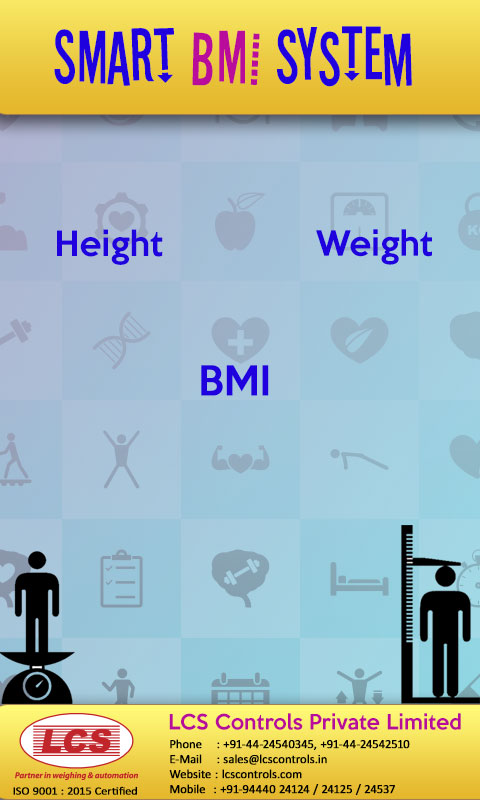 SMART BMI SYSTEM
Height Weight
BMI
LCS Controls Private Limited
Phone : +91-44-24540345, +91-44-24542510
E-Mail : sales@lcscontrols.in
Website : lcscontrols.com
Mobile : +91-94440 24124 / 24125 / 24537
LCS
Partner in weighing & automation
ISO 9001 : 2015 Certified